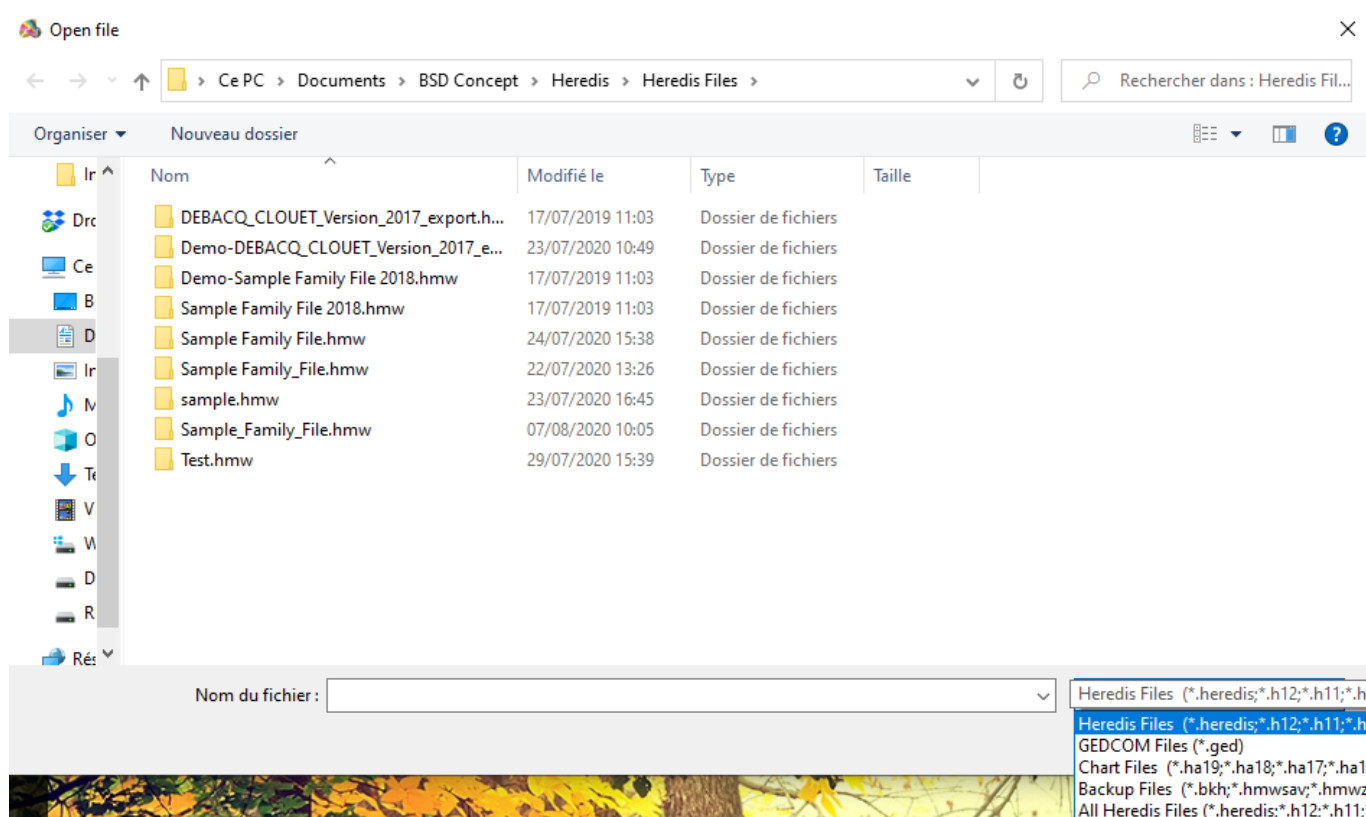 Open file
Ce PC > Documents > BSD Concept > Heredis > Heredis Files >
Rechercher dans : Heredis Fil...
Organiser
Nouveau dossier
Nom Modifié le Type Taille
DEBACQ_CLOUET_Version_2017_export.h... 17/07/2019 11:03 Dossier de fichiers
Demo-DEBACQ_CLOUET_Version_2017_e... 23/07/2020 10:49 Dossier de fichiers
Demo-Sample Family File 2018.hmw 17/07/2019 11:03 Dossier de fichiers
Sample Family File 2018.hmw 17/07/2019 11:03 Dossier de fichiers
Sample Family File.hmw 24/07/2020 15:38 Dossier de fichiers
Sample Family_File.hmw 22/07/2020 13:26 Dossier de fichiers
sample.hmw 23/07/2020 16:45 Dossier de fichiers
Sample_Family_File.hmw 07/08/2020 10:05 Dossier de fichiers
Test.hmw 29/07/2020 15:39 Dossier de fichiers
Dro
Ce
B
D
M
O
V
D
R
Rés
Nom du fichier :
Heredis Files (*.heredis;*.h12;*.h11;*.h
Heredis Files (*.heredis;*.h12;*.h11;*.h
GEDCOM Files (*.ged)
Chart Files (*.ha19;*.ha18;*.ha17;*.ha1
Backup Files (*.bkh;*.hmwsav;*.hmwz
All Heredis Files (*.heredis;*.h12;*.h11;